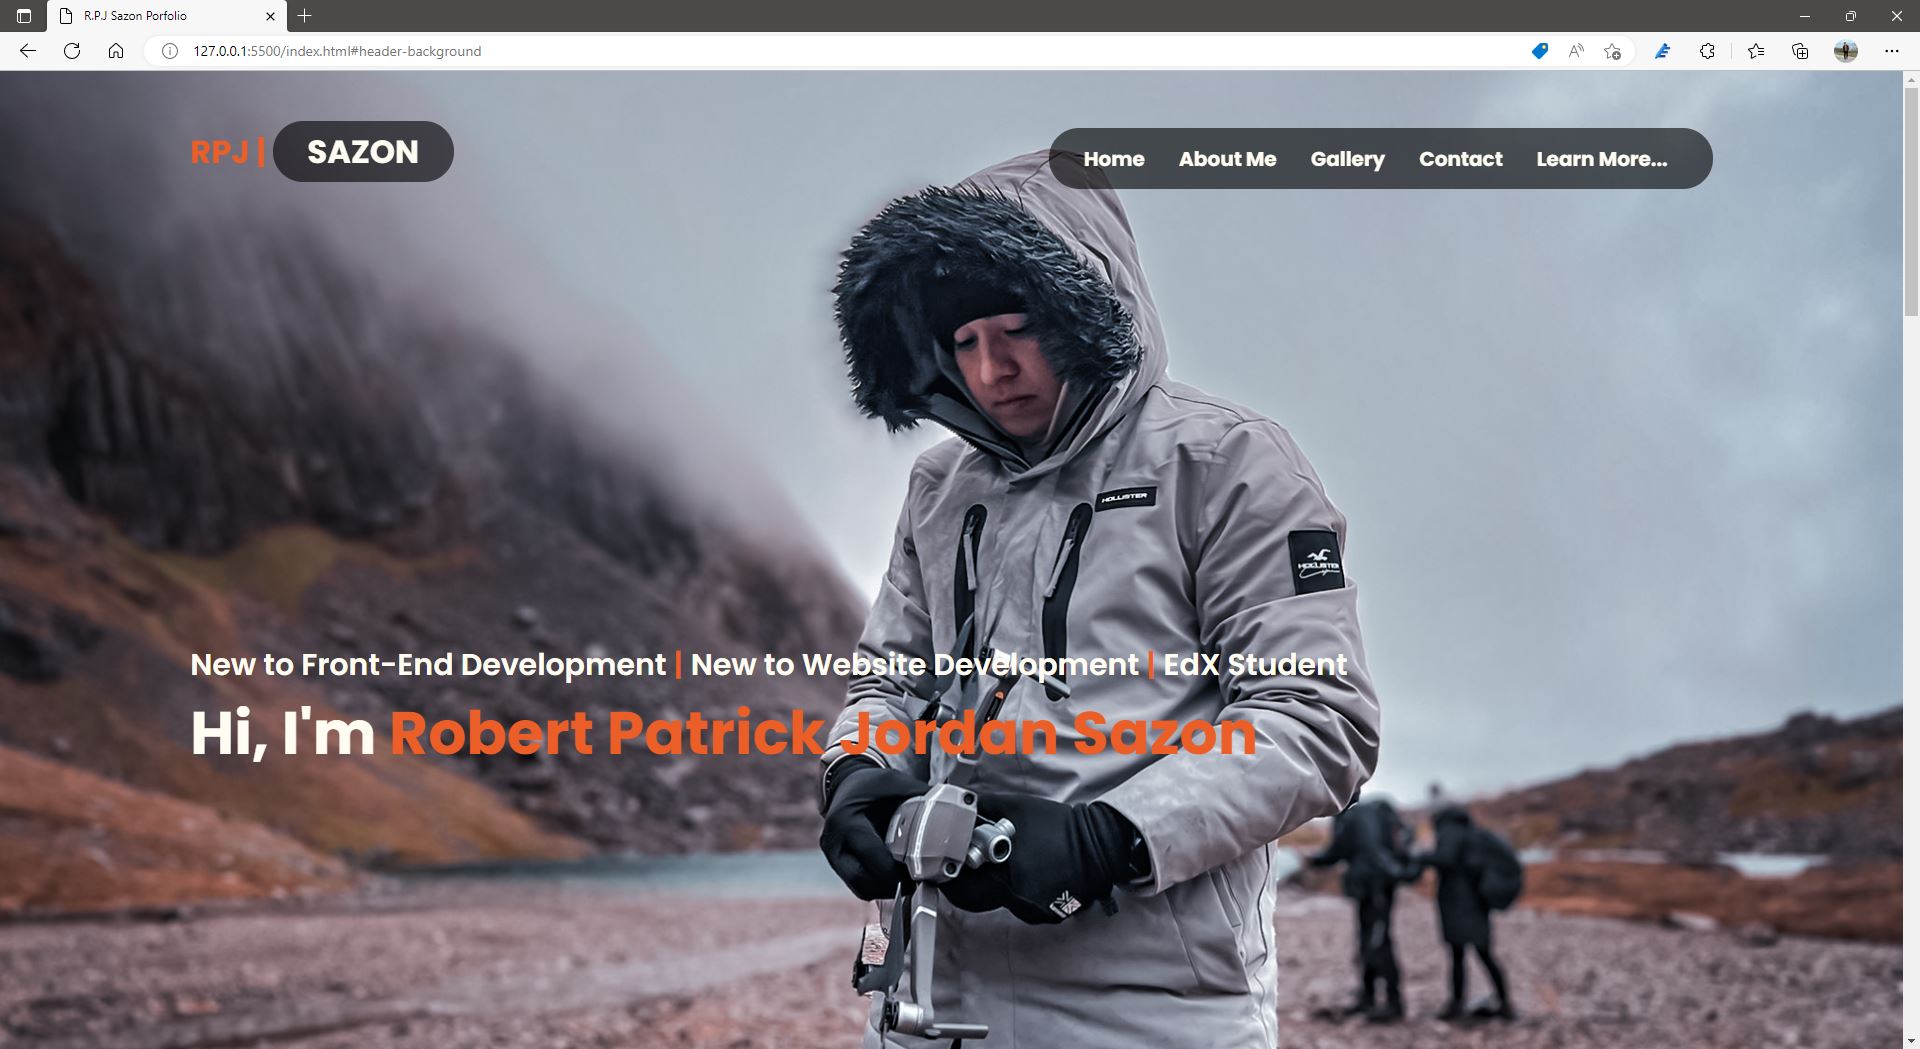 R.P.J Sazon Porfolio
127.0.0.1:5500/index.html#header-background
RPJ | SAZON
Home About Me Gallery Contact Learn More...
HOLLISTER
HOLLISTER
New to Front-End Development | New to Website Development | EdX Student
Hi, I'm Robert Patrick Jordan Sazon